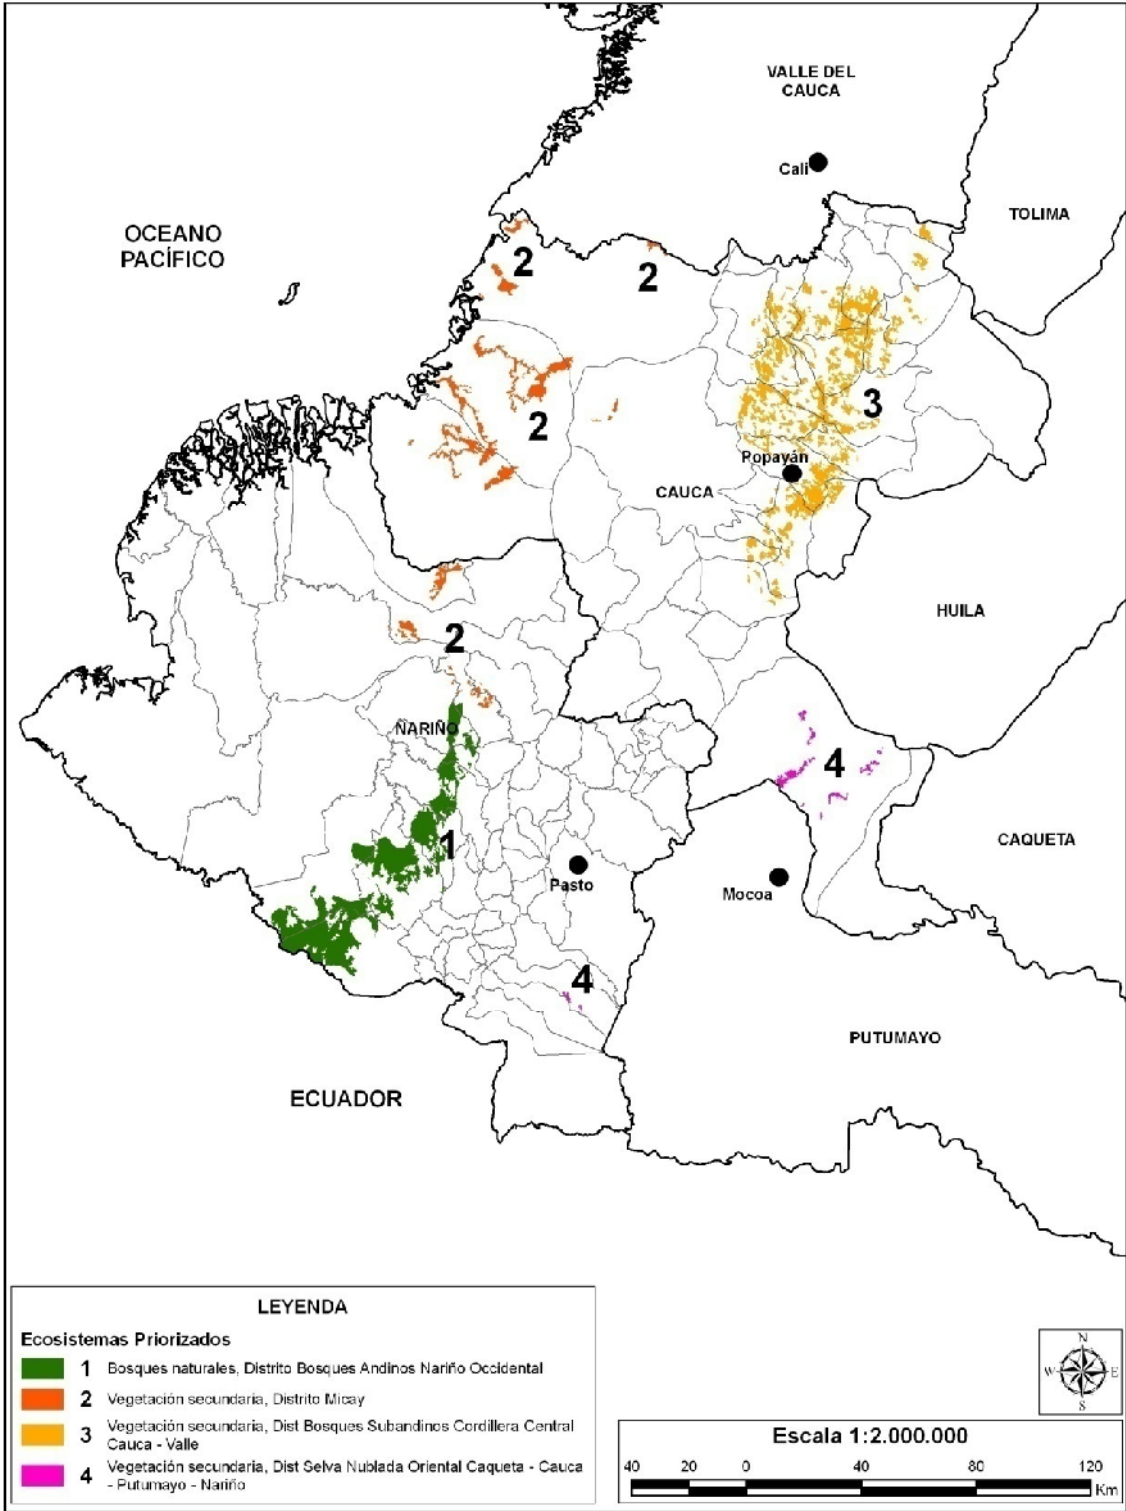 VALLE DEL
CAUCA
Cali
TOLIMA
OCEANO
PACÍFICO
2
2
3
2
Popayán
CAUCA
HUILA
2
NARIÑO
4
1
CAQUETA
Pasto
Mocoa
4
PUTUMAYO
ECUADOR
LEYENDA
Ecosistemas Priorizados
1 Bosques naturales, Distrito Bosques Andinos Nariño Occidental
2 Vegetación secundaria, Distrito Micay
3 Vegetación secundaria, Dist Bosques Subandinos Cordillera Central
Cauca - Valle
4 Vegetación secundaria, Dist Selva Nublada Oriental Caqueta - Cauca
- Putumayo - Nariño
N
W E
S
Escala 1:2.000.000
40 20 0 40 80 120
Km